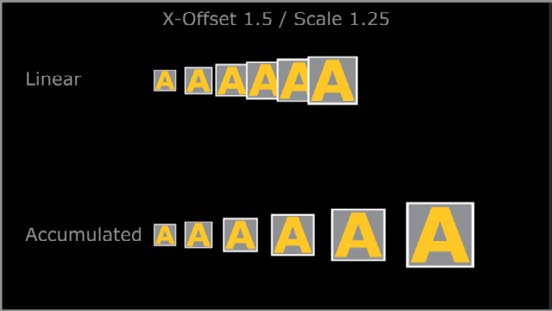 X-Offset 1.5 / Scale 1.25
Linear
A A A A A A
Accumulated
A A A A A A